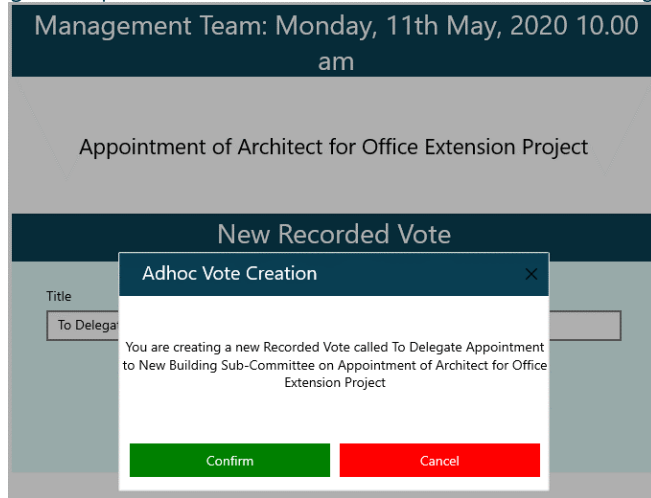 Management Team: Monday, 11th May, 2020 10.00
am
Appointment of Architect for Office Extension Project
New Recorded Vote
Adhoc Vote Creation
Title
To Delegat
You are creating a new Recorded Vote called To Delegate Appointment
to New Building Sub-Committee on Appointment of Architect for Office
Extension Project
Confirm Cancel